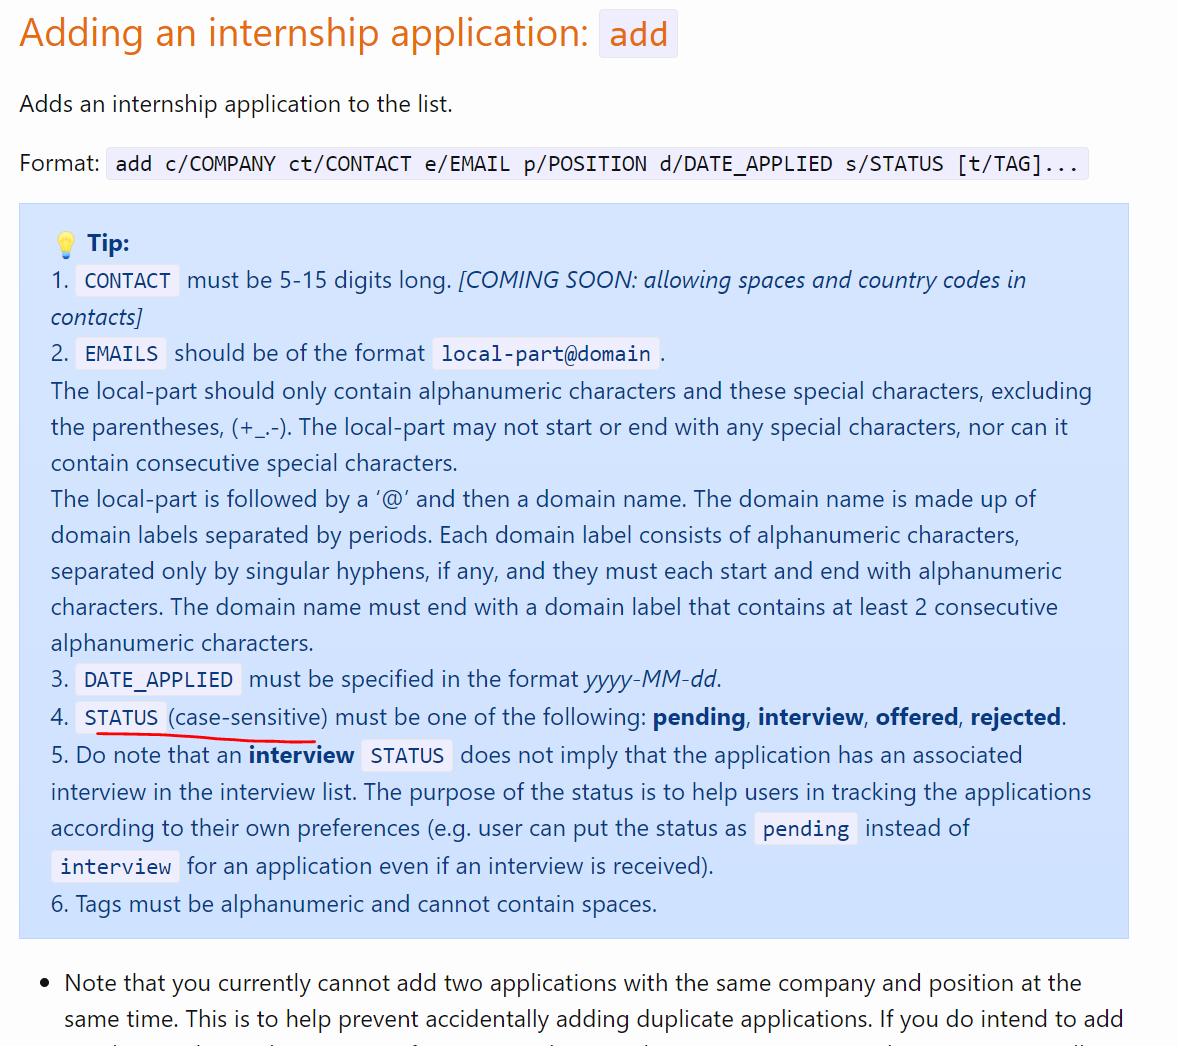 Adding an internship application: add
Adds an internship application to the list.
Format: add c/COMPANY ct/CONTACT e/EMAIL p/POSITION d/DATE_APPLIED s/STATUS [t/TAG]...
💡 Tip:
1. CONTACT must be 5-15 digits long. [COMING SOON: allowing spaces and country codes in
contacts]
2. EMAILS should be of the format local-part@domain.
The local-part should only contain alphanumeric characters and these special characters, excluding
the parentheses, (+_.-). The local-part may not start or end with any special characters, nor can it
contain consecutive special characters.
The local-part is followed by a ‘@’ and then a domain name. The domain name is made up of
domain labels separated by periods. Each domain label consists of alphanumeric characters,
separated only by singular hyphens, if any, and they must each start and end with alphanumeric
characters. The domain name must end with a domain label that contains at least 2 consecutive
alphanumeric characters.
3. DATE_APPLIED must be specified in the format yyyy-MM-dd.
4. STATUS (case-sensitive) must be one of the following: pending, interview, offered, rejected.
5. Do note that an interview STATUS does not imply that the application has an associated
interview in the interview list. The purpose of the status is to help users in tracking the applications
according to their own preferences (e.g. user can put the status as pending instead of
interview for an application even if an interview is received).
6. Tags must be alphanumeric and cannot contain spaces.
• Note that you currently cannot add two applications with the same company and position at the
same time. This is to help prevent accidentally adding duplicate applications. If you do intend to add